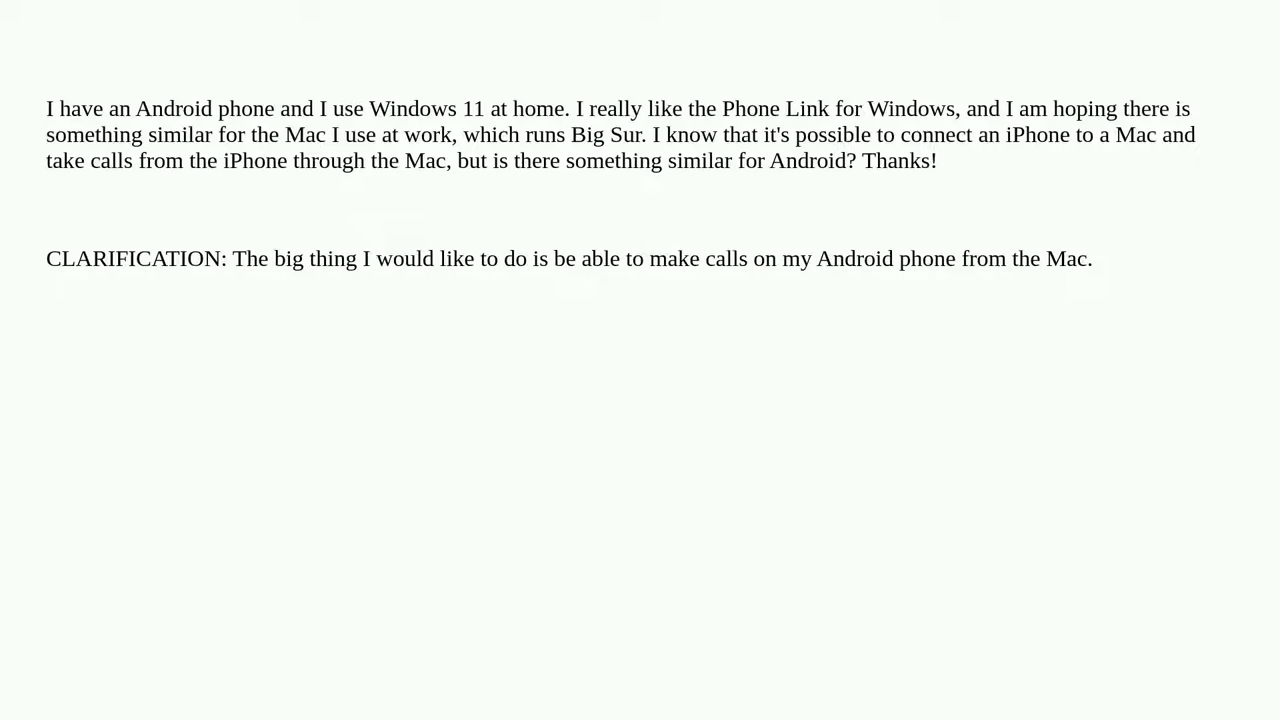 I have an Android phone and I use Windows 11 at home. I really like the Phone Link for Windows, and I am hoping there is
something similar for the Mac I use at work, which runs Big Sur. I know that it's possible to connect an iPhone to a Mac and
take calls from the iPhone through the Mac, but is there something similar for Android? Thanks!
CLARIFICATION: The big thing I would like to do is be able to make calls on my Android phone from the Mac.